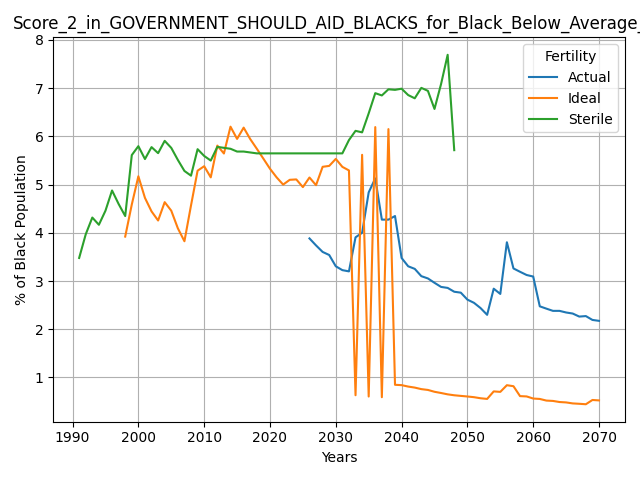 Score_2_in_GOVERNMENT_SHOULD_AID_BLACKS_for_Black_Below_Average_
8
7
6
5
4
3
2
1
% of Black Population
Fertility
Actual
Ideal
Sterile
1990 2000 2010 2020 2030 2040 2050 2060 2070
Years